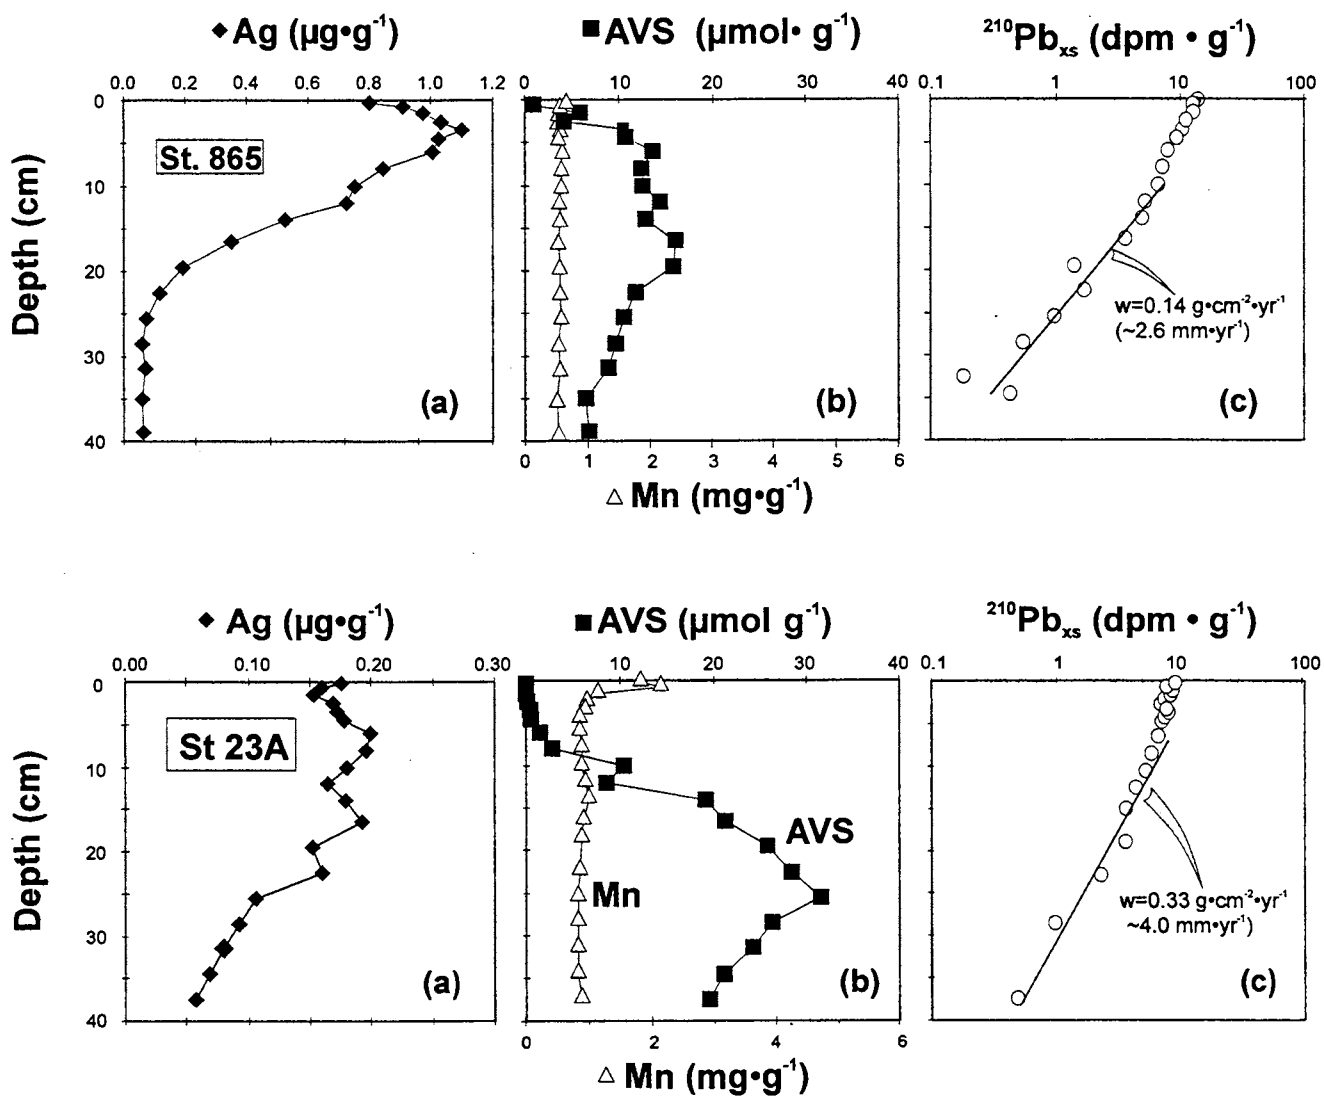 ◆ Ag (µg•g⁻¹)
■ AVS (µmol• g⁻¹)
²¹⁰Pbₓₛ (dpm • g⁻¹)
0.0 0.2 0.4 0.6 0.8 1.0 1.2
0 10 20 30 40
0.1 1 10 100
Depth (cm)
0
10
20
30
40
St. 865
(a)
(b)
0 1 2 3 4 5 6
△ Mn (mg•g⁻¹)
w=0.14 g•cm⁻²•yr⁻¹
(~2.6 mm•yr⁻¹)
(c)
◆ Ag (µg•g⁻¹)
■ AVS (µmol g⁻¹)
²¹⁰Pbₓₛ (dpm • g⁻¹)
0.00 0.10 0.20 0.30
10 20 30 40
0.1 1 10 100
Depth (cm)
0
10
20
30
40
St 23A
(a)
AVS
Mn
(b)
0 2 4 6
△ Mn (mg•g⁻¹)
w=0.33 g•cm⁻²•yr⁻¹
~4.0 mm•yr⁻¹)
(c)